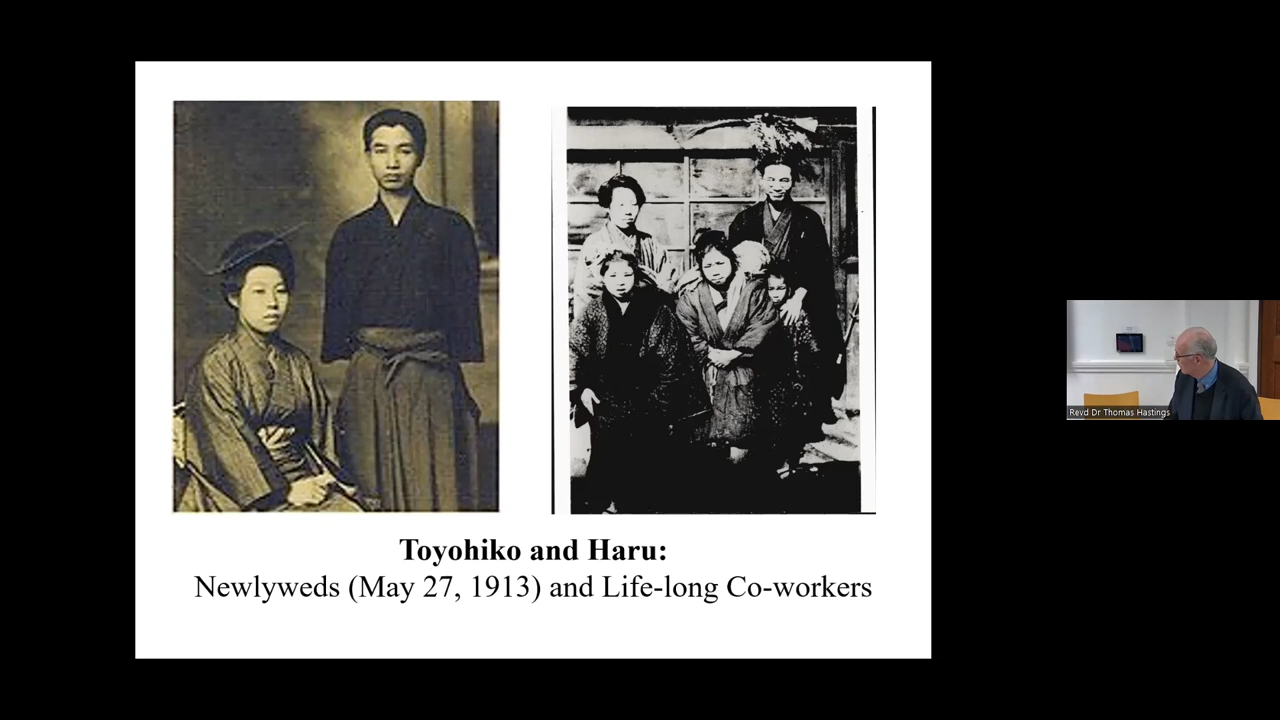 Toyohiko and Haru:
Newlyweds (May 27, 1913) and Life-long Co-workers
Revd Dr Thomas Hastings